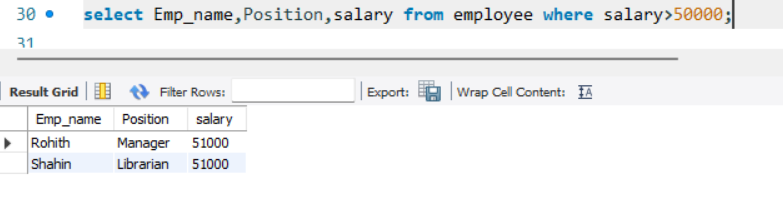 30 select Emp_name,Position,salary from employee where salary>50000;
31
Result Grid Filter Rows: Export: Wrap Cell Content: IA
Emp_name Position salary
Rohith Manager 51000
Shahin Librarian 51000